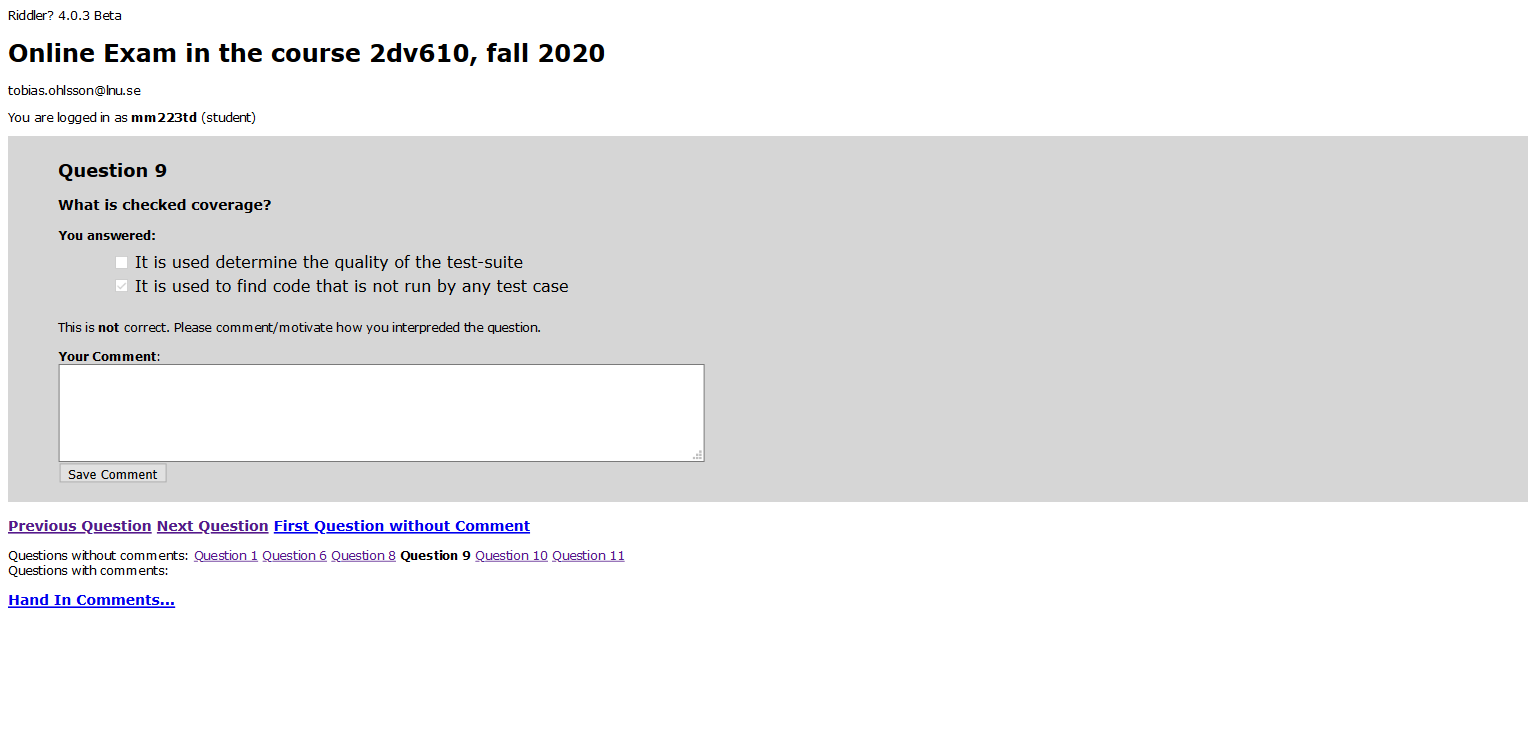 Riddler? 4.0.3 Beta
Online Exam in the course 2dv610, fall 2020
tobias.ohlsson@lnu.se
You are logged in as mm223td (student)
Question 9
What is checked coverage?
You answered:
It is used determine the quality of the test-suite
It is used to find code that is not run by any test case
This is not correct. Please comment/motivate how you interpreded the question.
Your Comment:
Save Comment
Previous Question Next Question First Question without Comment
Questions without comments: Question 1 Question 6 Question 8 Question 9 Question 10 Question 11
Questions with comments:
Hand In Comments...